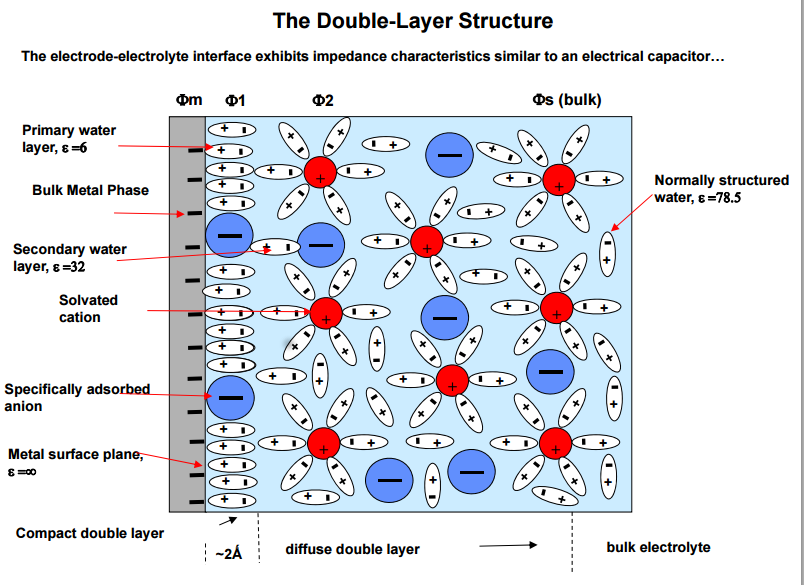 The Double-Layer Structure
The electrode-electrolyte interface exhibits impedance characteristics similar to an electrical capacitor…
Φm Φ1 Φ2 Φs (bulk)
Primary water
layer, ε =6
Bulk Metal Phase
Normally structured
water, ε=78.5
Secondary water
layer, ε =32
Solvated
cation
Specifically adsorbed
anion
Metal surface plane,
ε =∞
Compact double layer
~2Á
diffuse double layer
bulk electrolyte